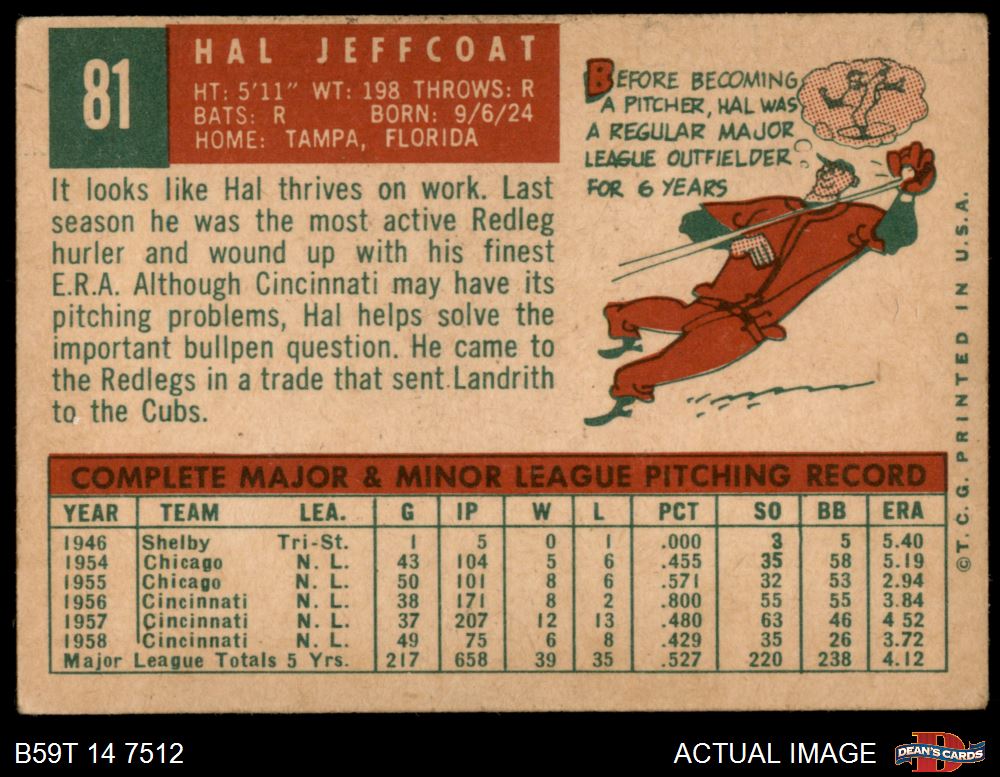 81
HAL JEFFCOAT
HT: 5'11" WT: 198 THROWS: R
BATS: R BORN: 9/6/24
HOME: TAMPA, FLORIDA
It looks like Hal thrives on work. Last
season he was the most active Redleg
hurler and wound up with his finest
E.R.A. Although Cincinnati may have its
pitching problems, Hal helps solve the
important bullpen question. He came to
the Redlegs in a trade that sent Landrith
to the Cubs.
BEFORE BECOMING
A PITCHER, HAL WAS
A REGULAR MAJOR
LEAGUE OUTFIELDER
FOR 6 YEARS
©T.C.G. PRINTED IN U.S.A.
COMPLETE MAJOR & MINOR LEAGUE PITCHING RECORD
YEAR TEAM LEA. G IP W L PCT SO BB ERA
1946 Shelby Tri-St. 1 5 0 1 .000 3 5 5.40
1954 Chicago N. L. 43 104 5 6 .455 35 58 5.19
1955 Chicago N. L. 50 101 8 6 .571 32 53 2.94
1956 Cincinnati N. L. 38 171 8 2 .800 55 55 3.84
1957 Cincinnati N. L. 37 207 12 13 .480 63 46 4 52
1958 Cincinnati N. L. 49 75 6 8 .429 35 26 3.72
Major League Totals 5 Yrs. 217 658 39 35 .527 220 238 4.12
B59T 14 7512
ACTUAL IMAGE
DEAN'S CARDS